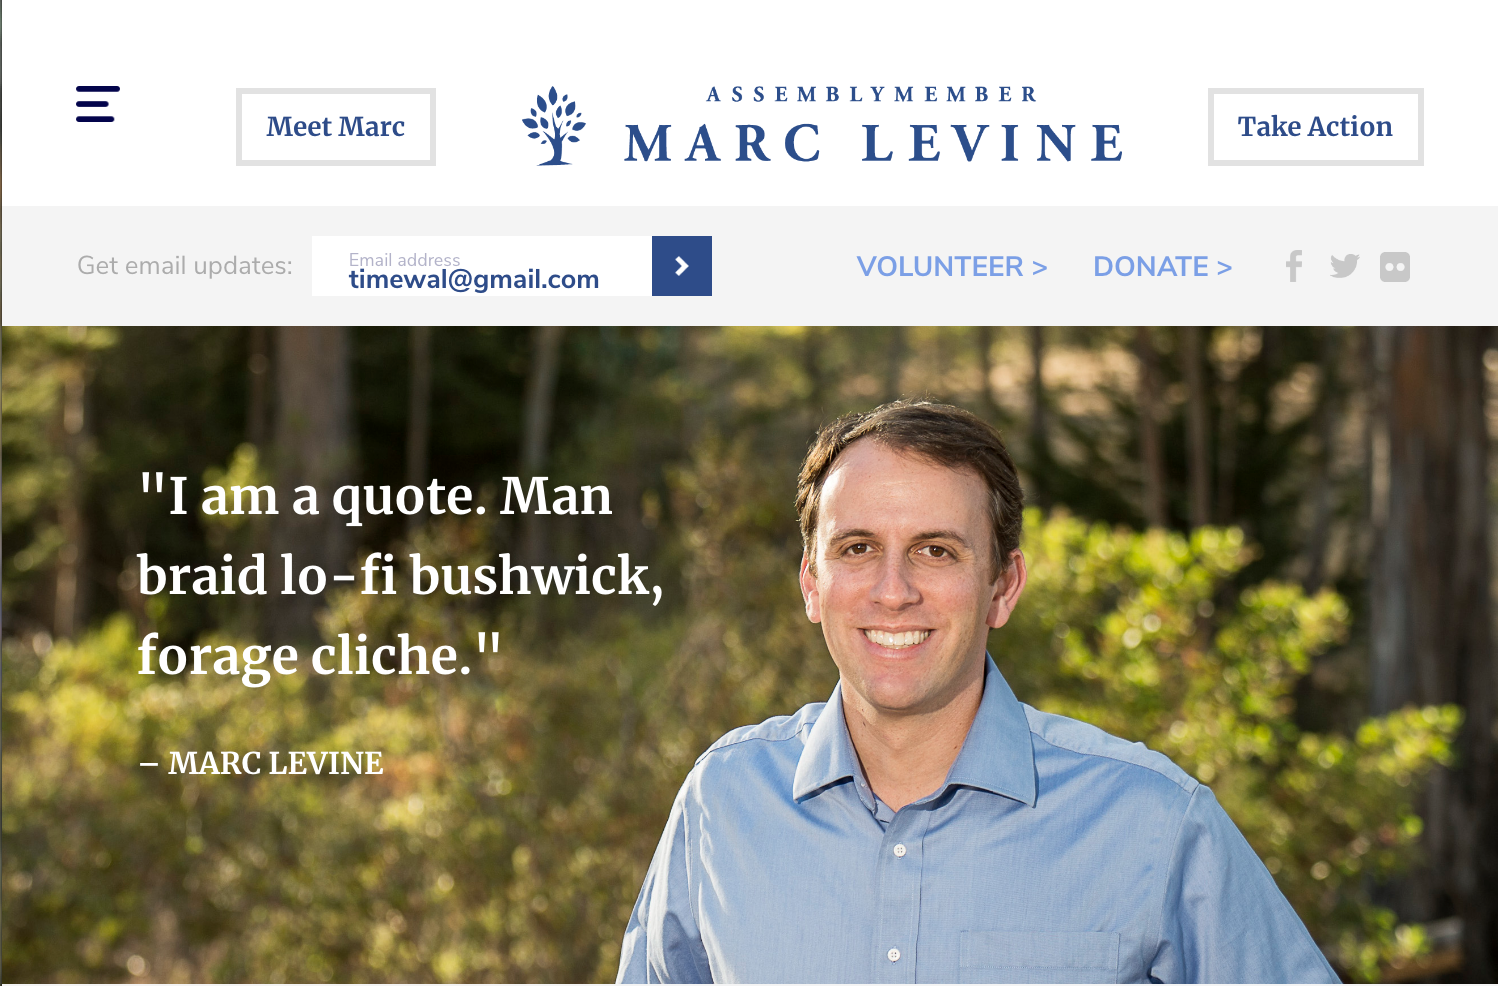 Meet Marc
ASSEMBLYMEMBER
MARC LEVINE
Take Action
Get email updates:
Email address
timewal@gmail.com
VOLUNTEER >
DONATE >
"I am a quote. Man
braid lo-fi bushwick,
forage cliche."
– MARC LEVINE